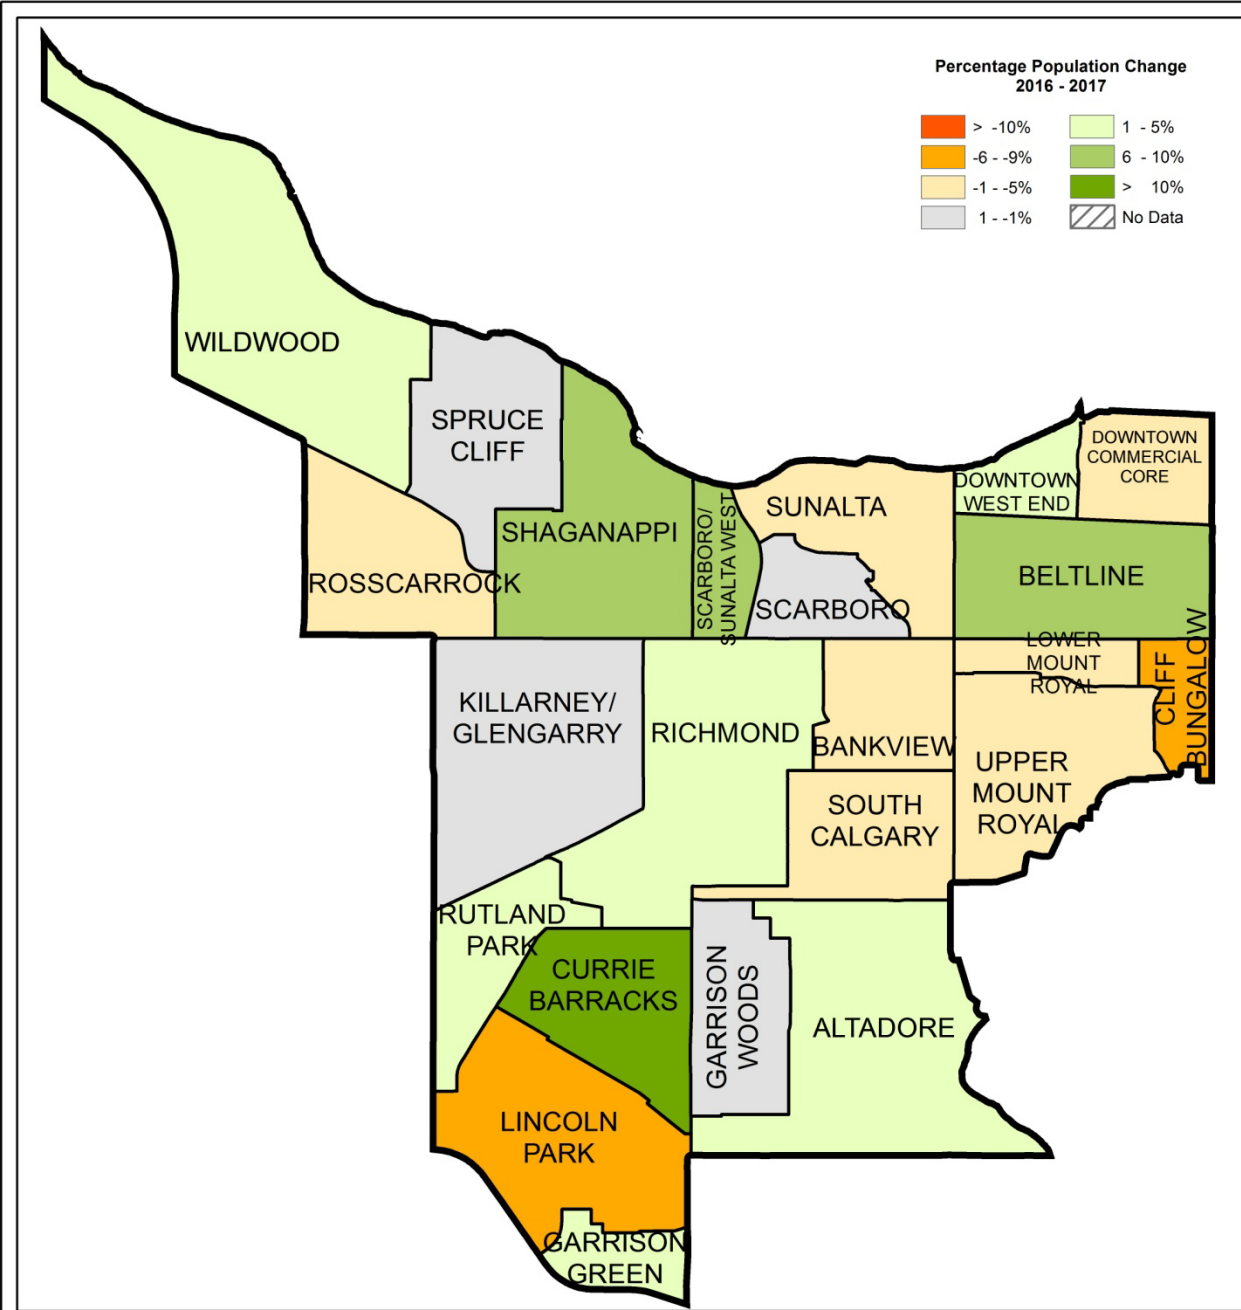 Percentage Population Change
2016 - 2017
> -10%
-6 - -9%
-1 - -5%
1 - -1%
1 - 5%
6 - 10%
> 10%
No Data
WILDWOOD
SPRUCE
CLIFF
DOWNTOWN
COMMERCIAL
CORE
DOWNTOWN
WEST END
SUNALTA
SHAGANAPPI
SCARBORO/
SUNALTA WEST
ROSSCARROCK
BELTLINE
SCARBORO
LOWER
MOUNT
ROYAL
CLIFF
BUNGALOW
KILLARNEY/
GLENGARRY
RICHMOND
BANKVIEW
UPPER
MOUNT
ROYAL
SOUTH
CALGARY
RUTLAND
PARK
CURRIE
BARRACKS
GARRISON
WOODS
ALTADORE
LINCOLN
PARK
GARRISON
GREEN